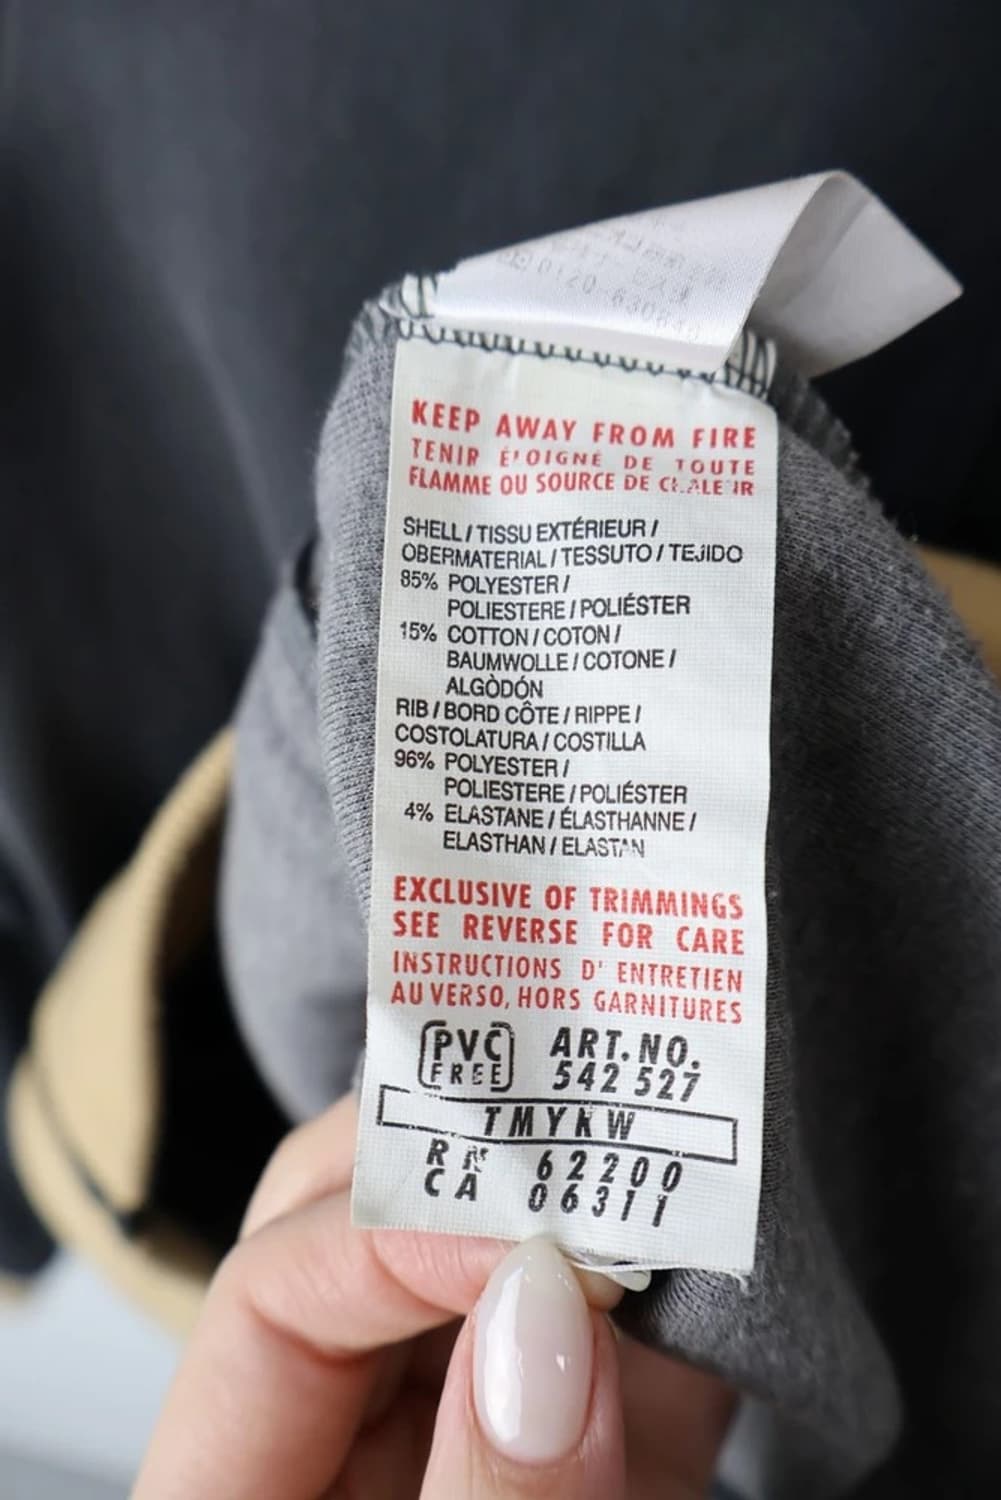 0120-
KEEP AWAY FROM FIRE
TENIR ÉLOIGNÉ DE TOUTE
FLAMME OU SOURCE DE CHALEUR
SHELL / TISSU EXTÉRIEUR /
OBERMATERIAL / TESSUTO / TEJIDO
85% POLYESTER /
POLIESTERE / POLIÉSTER
15% COTTON / COTON /
BAUMWOLLE / COTONE /
ALGÒDÓN
RIB / BORD CÔTE / RIPPE /
COSTOLATURA / COSTILLA
96% POLYESTER /
POLIESTERE / POLIÉSTER
4% ELASTANE / ÉLASTHANNE /
ELASTHAN / ELASTAN
EXCLUSIVE OF TRIMMINGS
SEE REVERSE FOR CARE
INSTRUCTIONS D' ENTRETIEN
AU VERSO, HORS GARNITURES
PVC FREE
ART. NO.
542 527
TMYKW
RN 62200
CA 06311